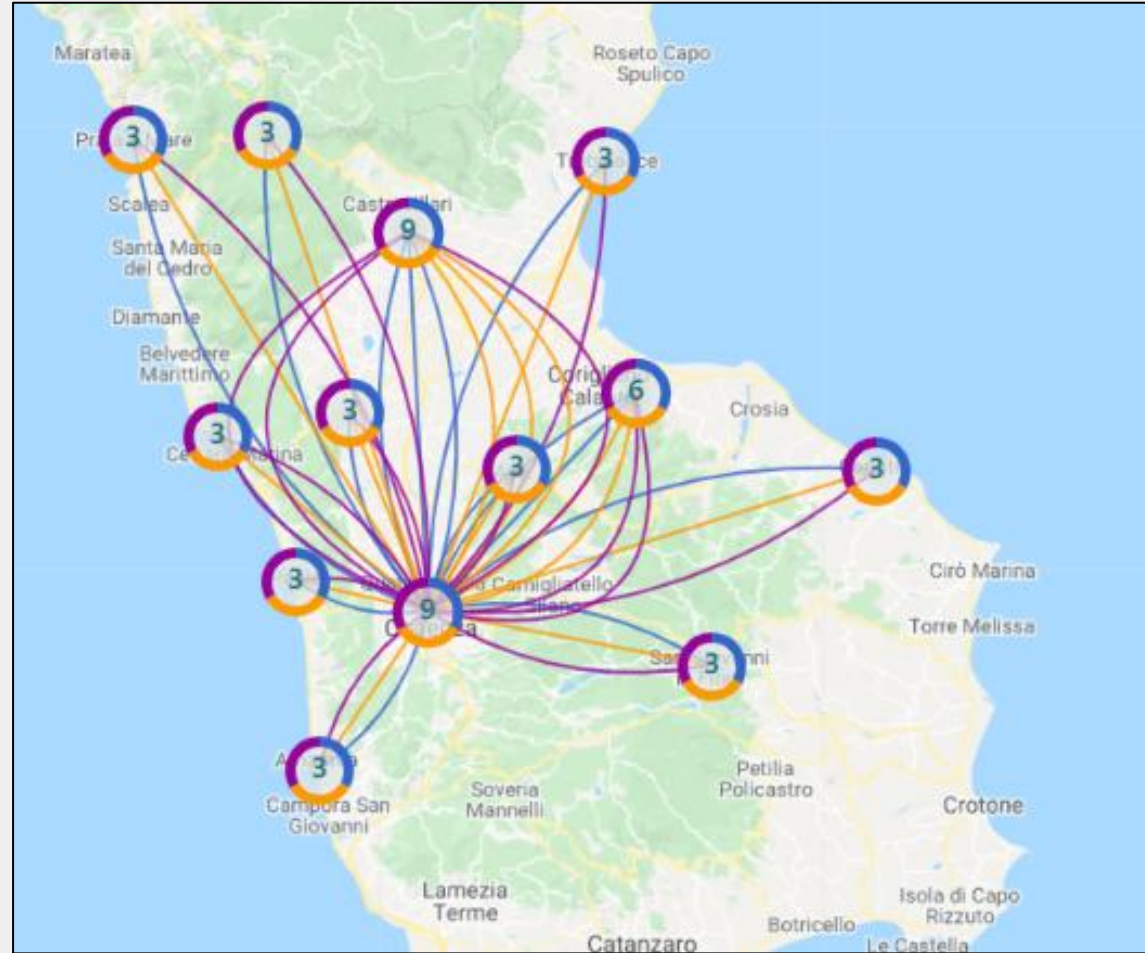 Maratea
Roseto Capo
Spulico
3
3
3
Scalea
9
Santa Maria
del Cedro
Diamante
Belvedere
Marittimo
6
Crosia
3
3
3
3
Cirò Marina
3
Camigliatello
Silano
9
Torre Melissa
3
3
Petilia
Policastro
Soveria
Mannelli
Campora San
Giovanni
Crotone
Lamezia
Terme
Isola di Capo
Rizzuto
Botricello
Catanzaro
Le Castella